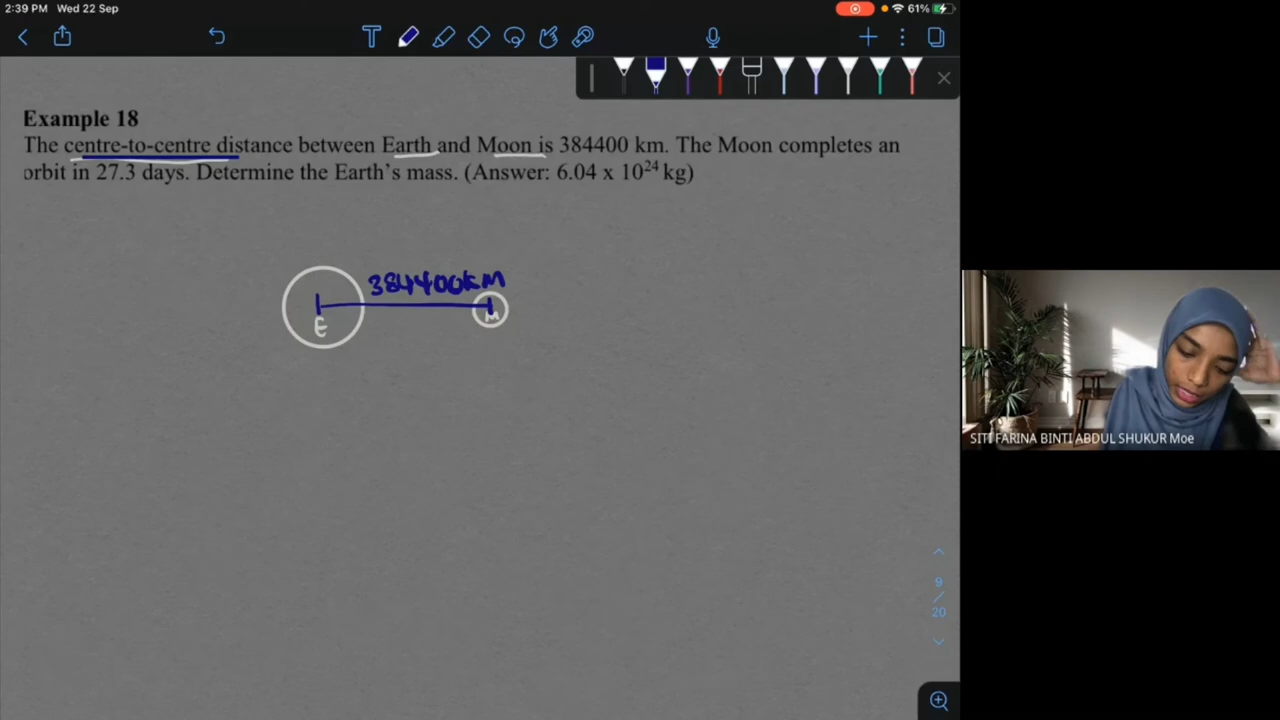 2:39 PM Wed 22 Sep
61%
Example 18
The centre-to-centre distance between Earth and Moon is 384400 km. The Moon completes an
orbit in 27.3 days. Determine the Earth's mass. (Answer: 6.04 x 10²⁴ kg)
384400km
E
M
SITI FARINA BINTI ABDUL SHUKUR Moe
9
/
20